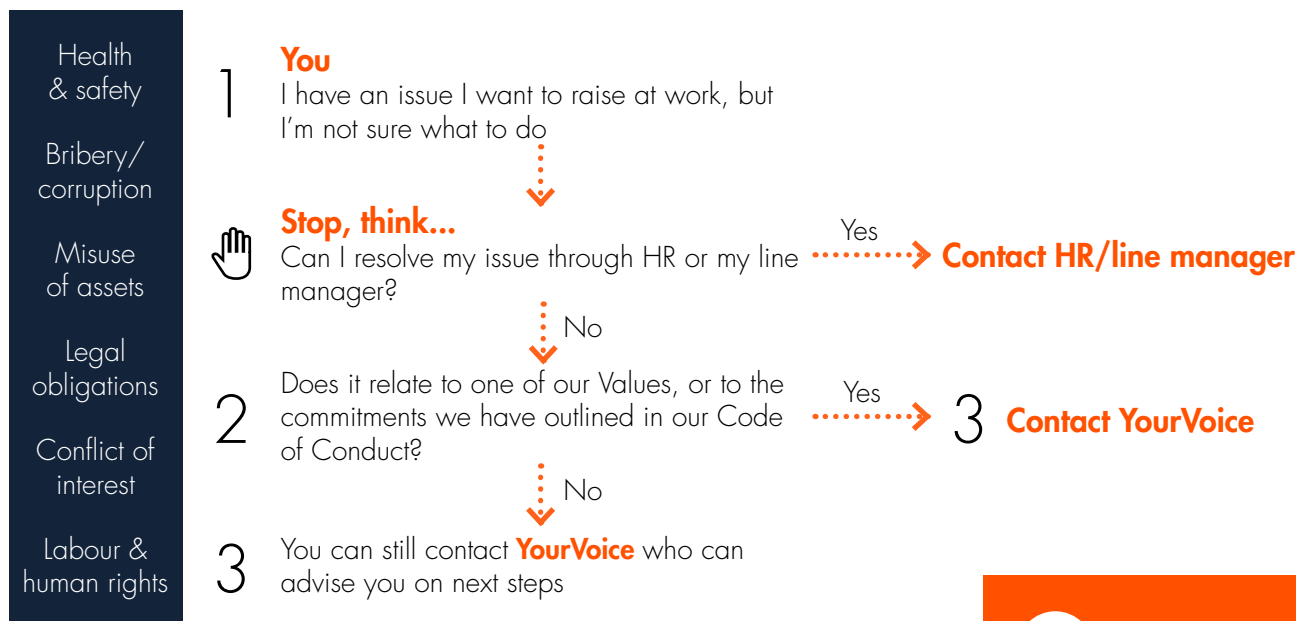 Health
& safety
Bribery/
corruption
Misuse
of assets
Legal
obligations
Conflict of
interest
Labour &
human rights
1
You
I have an issue I want to raise at work, but
I'm not sure what to do
Stop, think...
Can I resolve my issue through HR or my line
manager?
Yes
Contact HR/line manager
No
2
Does it relate to one of our Values, or to the
commitments we have outlined in our Code
of Conduct?
Yes
3 Contact YourVoice
No
3
You can still contact YourVoice who can
advise you on next steps